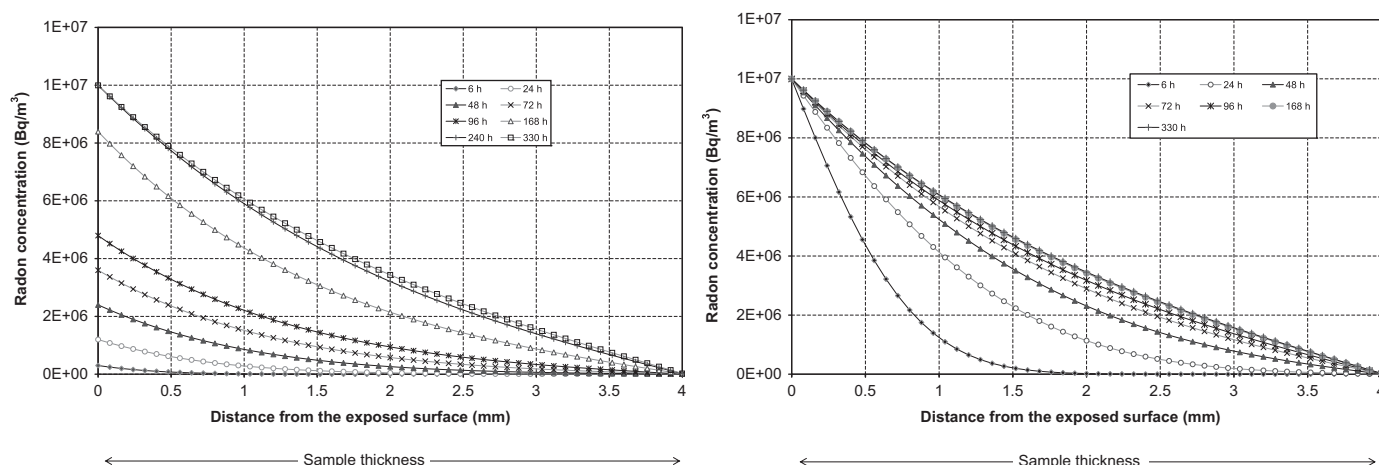 1E+07
1E+07
8E+06
6E+06
4E+06
2E+06
0E+00
Radon concentration (Bq/m³)
0 0.5 1 1.5 2 2.5 3 3.5 4
Distance from the exposed surface (mm)
Sample thickness
6 h 24 h
48 h 72 h
96 h 168 h
240 h 330 h
1E+07
1E+07
8E+06
6E+06
4E+06
2E+06
0E+00
Radon concentration (Bq/m³)
0 0.5 1 1.5 2 2.5 3 3.5 4
Distance from the exposed surface (mm)
Sample thickness
6 h 24 h 48 h
72 h 96 h 168 h
330 h